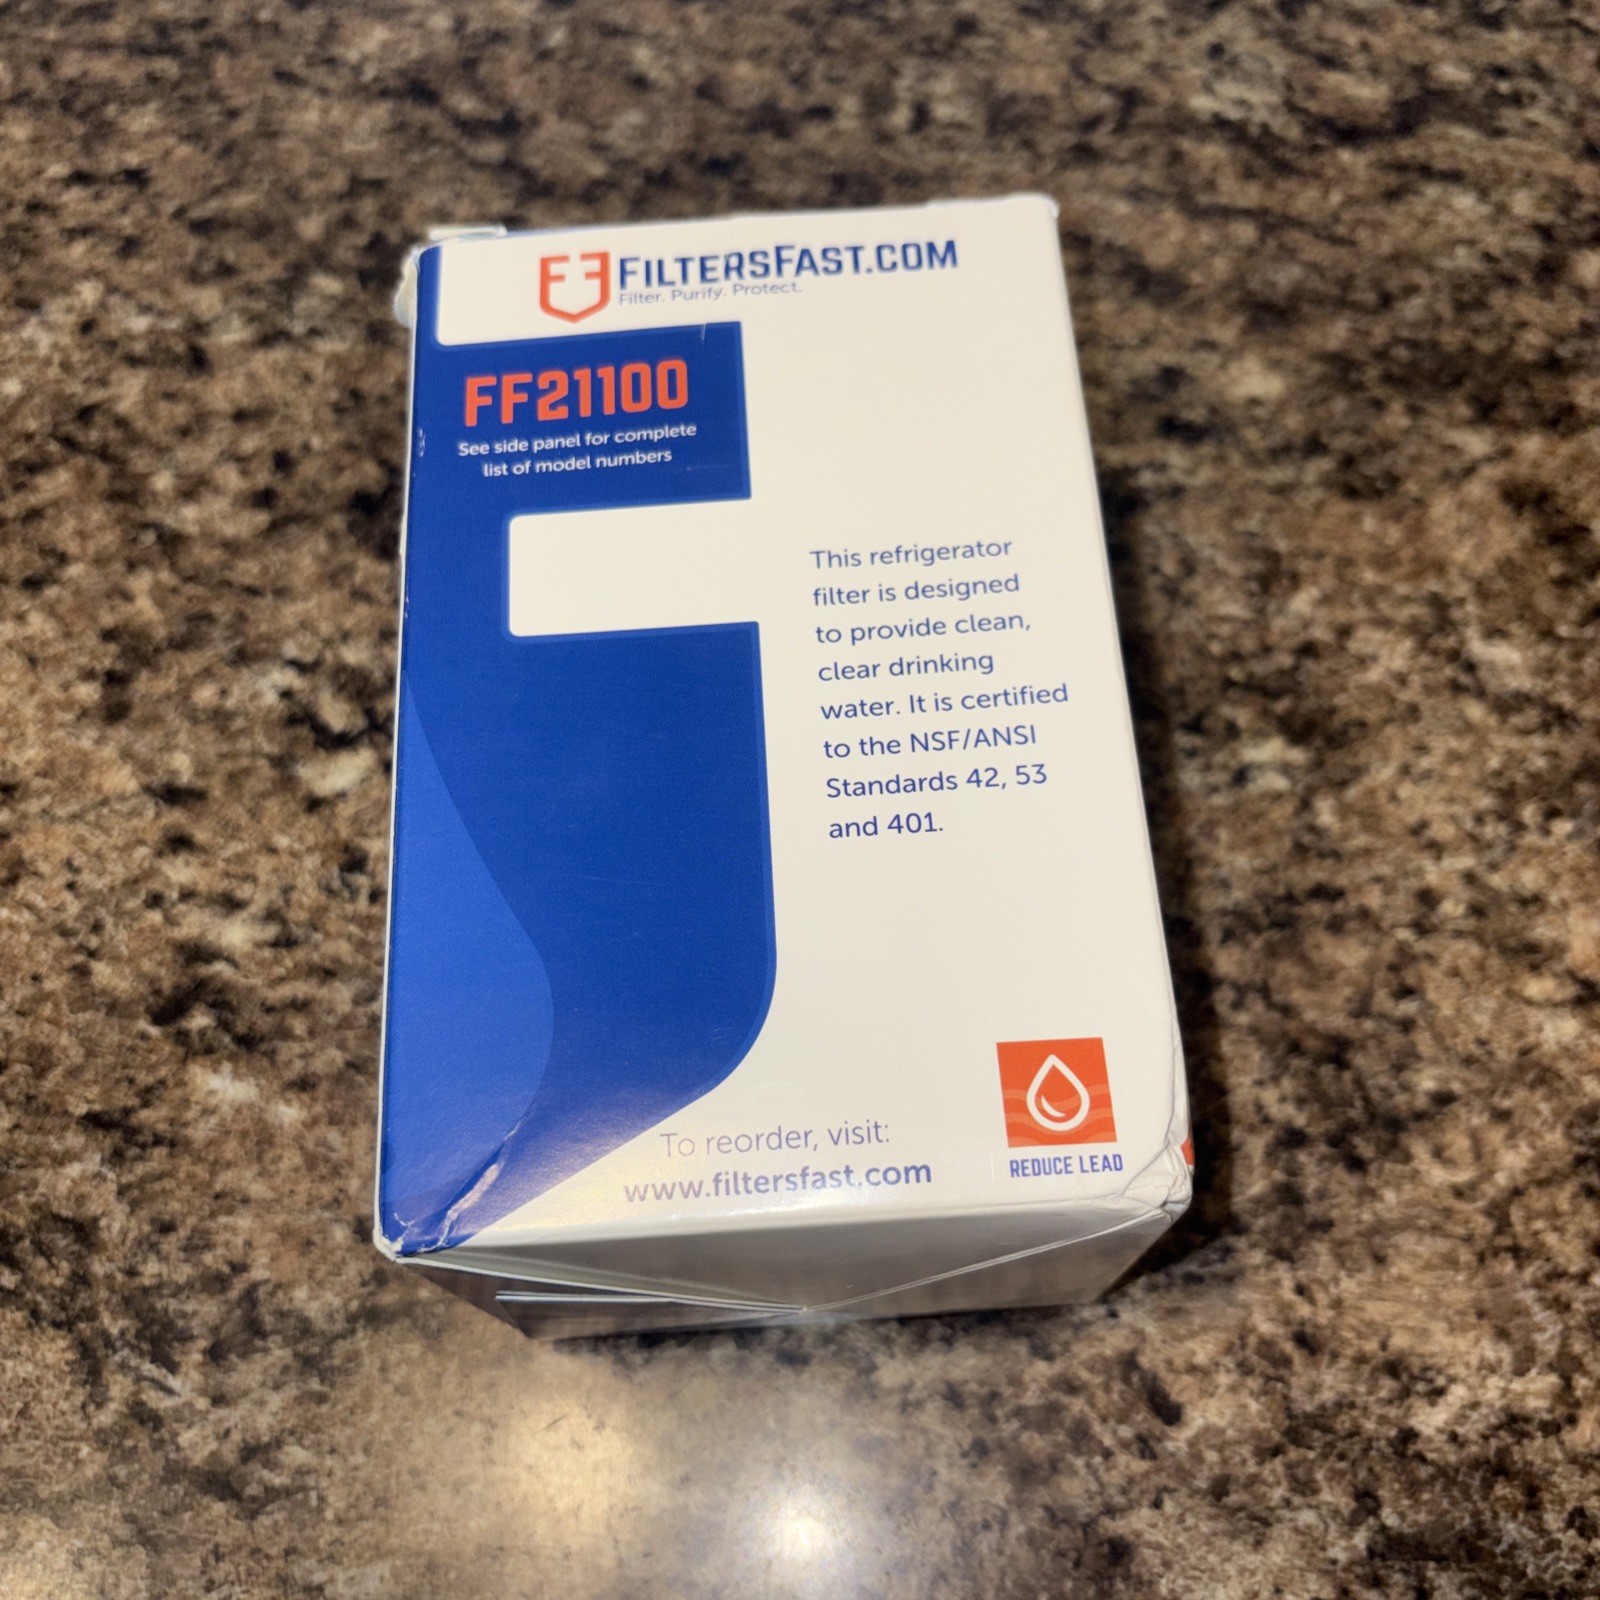 FILTERSFAST.COM
Filter. Purify. Protect.
FF21100
See side panel for complete
list of model numbers
This refrigerator
filter is designed
to provide clean,
clear drinking
water. It is certified
to the NSF/ANSI
Standards 42, 53
and 401.
To reorder, visit:
www.filtersfast.com
REDUCE LEAD